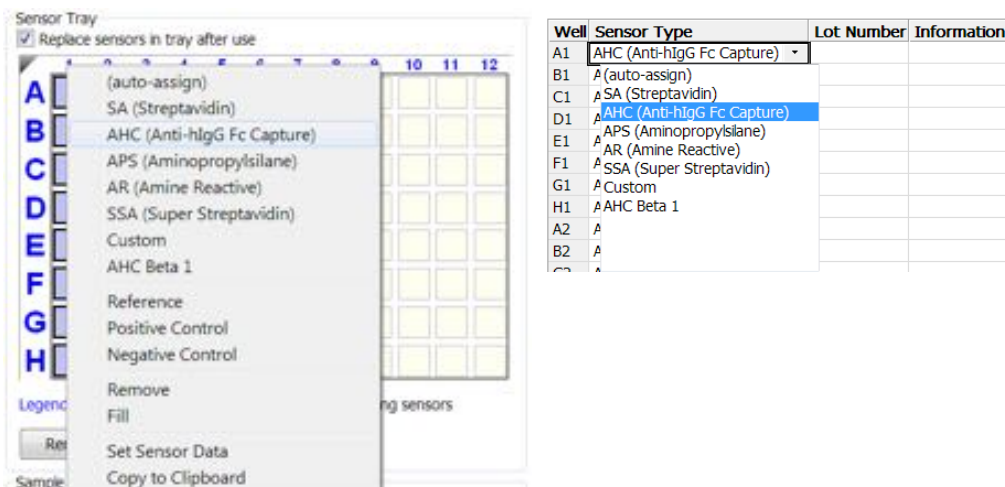 Sensor Tray
Replace sensors in tray after use
10 11 12
A
B
C
D
E
F
G
H
(auto-assign)
SA (Streptavidin)
AHC (Anti-hIgG Fc Capture)
APS (Aminopropylsilane)
AR (Amine Reactive)
SSA (Super Streptavidin)
Custom
AHC Beta 1
Reference
Positive Control
Negative Control
Remove
Fill
Set Sensor Data
Copy to Clipboard
Legend
ng sensors
Re
Sample
Well Sensor Type Lot Number Information
A1 AHC (Anti-hIgG Fc Capture)
B1 A (auto-assign)
C1 A SA (Streptavidin)
D1 A AHC (Anti-hIgG Fc Capture)
E1 A APS (Aminopropylsilane)
F1 A AR (Amine Reactive)
SSA (Super Streptavidin)
G1 A Custom
H1 A AHC Beta 1
A2 A
B2 A